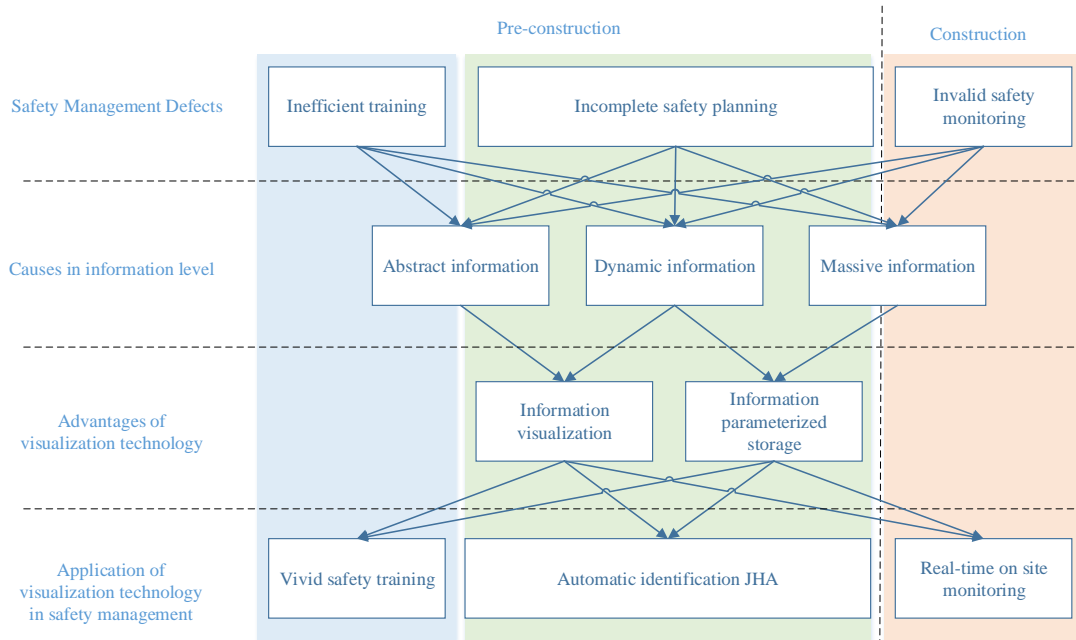 Pre-construction
Construction
Safety Management Defects
Inefficient training
Incomplete safety planning
Invalid safety
monitoring
Causes in information level
Abstract information
Dynamic information
Massive information
Advantages of
visualization technology
Information
visualization
Information
parameterized
storage
Application of
visualization technology
in safety management
Vivid safety training
Automatic identification JHA
Real-time on site
monitoring